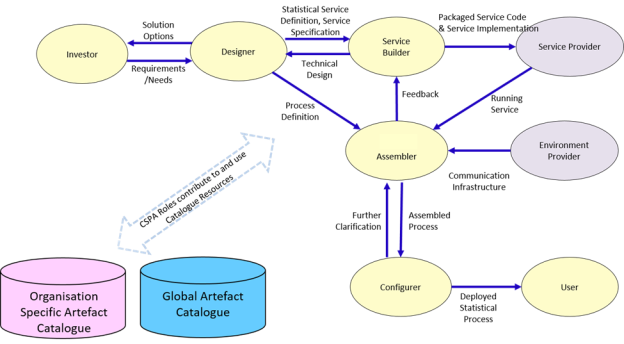 Solution
Options
Statistical Service
Definition, Service
Specification
Packaged Service Code
& Service Implementation
Investor
Designer
Service
Builder
Service Provider
Requirements
/Needs
Technical
Design
Process
Definition
Feedback
Running
Service
Assembler
Environment
Provider
Communication
Infrastructure
CSPA Roles contribute to and use
Catalogue Resources
Further
Clarification
Assembled
Process
Organisation
Specific Artefact
Catalogue
Global Artefact
Catalogue
Configurer
User
Deployed
Statistical
Process